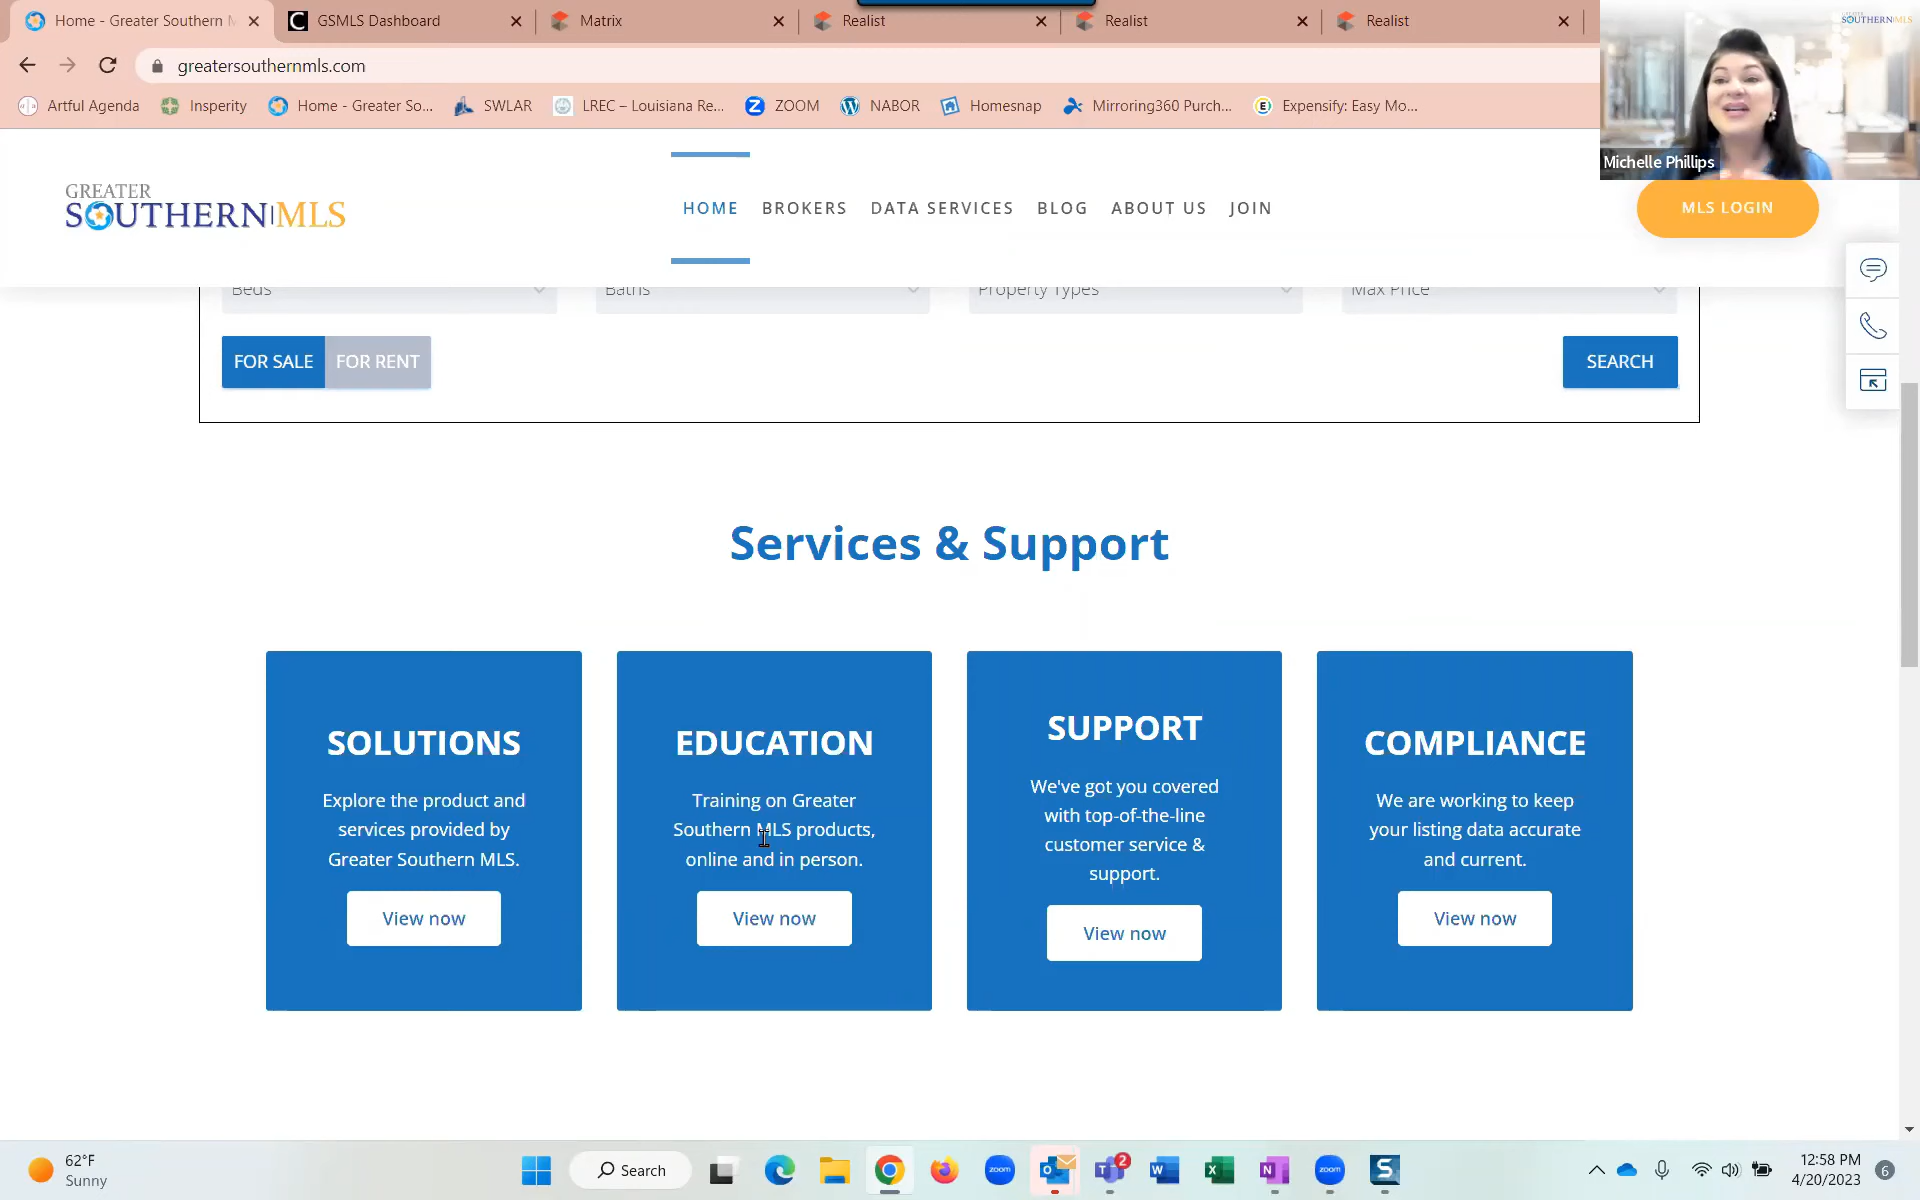 Home - Greater Southern M
GSMLS Dashboard
Matrix
Realist
Realist
Realist
greatersouthernmls.com
Artful Agenda
Insperity
Home - Greater So...
SWLAR
LREC – Louisiana Re...
ZOOM
NABOR
Homesnap
Mirroring360 Purch...
Expensify: Easy Mo...
SOUTHERN MLS
Michelle Phillips
GREATER
SOUTHERN MLS
HOME
BROKERS
DATA SERVICES
BLOG
ABOUT US
JOIN
MLS LOGIN
Beds
Baths
Property Types
Max Price
FOR SALE
FOR RENT
SEARCH
Services & Support
SOLUTIONS
Explore the product and
services provided by
Greater Southern MLS.
View now
EDUCATION
Training on Greater
Southern MLS products,
online and in person.
View now
SUPPORT
We've got you covered
with top-of-the-line
customer service &
support.
View now
COMPLIANCE
We are working to keep
your listing data accurate
and current.
View now
62°F
Sunny
Search
zoom
2
zoom
12:58 PM
4/20/2023
6